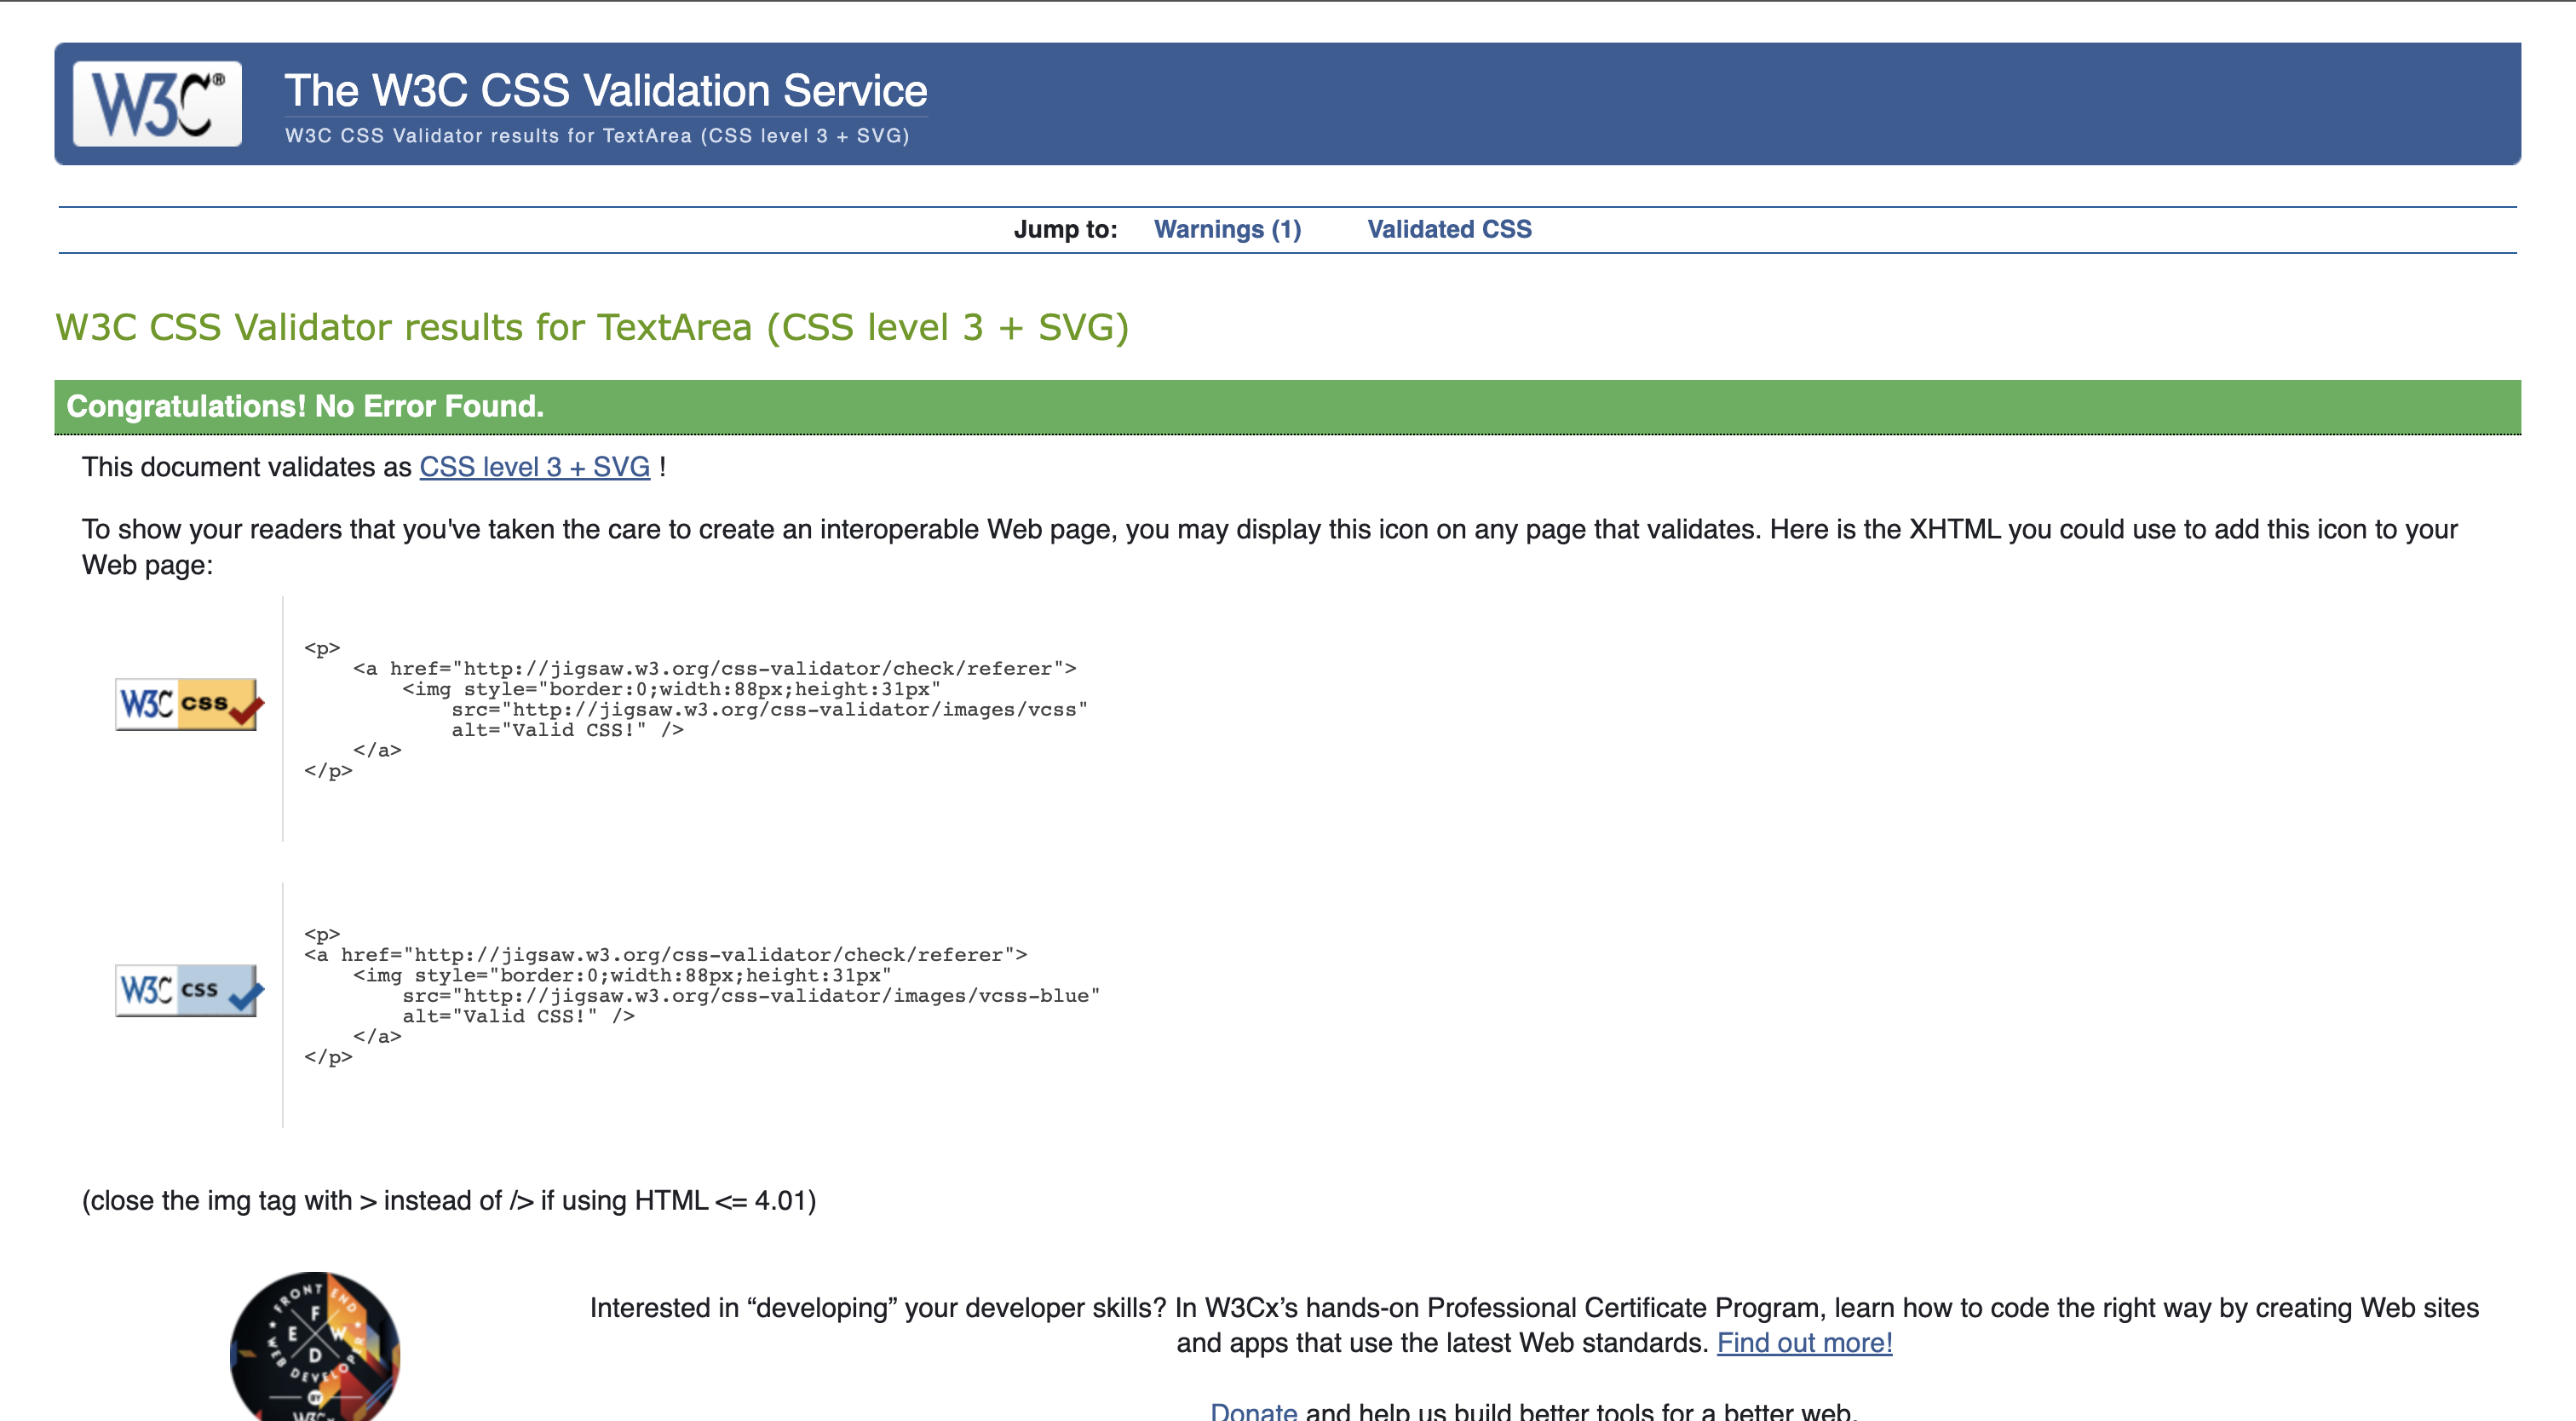 W3C®
The W3C CSS Validation Service
W3C CSS Validator results for TextArea (CSS level 3 + SVG)
Jump to: Warnings (1) Validated CSS
W3C CSS Validator results for TextArea (CSS level 3 + SVG)
Congratulations! No Error Found.
This document validates as CSS level 3 + SVG !
To show your readers that you've taken the care to create an interoperable Web page, you may display this icon on any page that validates. Here is the XHTML you could use to add this icon to your
Web page:
W3C css
<p>
    <a href="http://jigsaw.w3.org/css-validator/check/referer">
        <img style="border:0;width:88px;height:31px"
            src="http://jigsaw.w3.org/css-validator/images/vcss"
            alt="Valid CSS!" />
    </a>
</p>
W3C css
<p>
<a href="http://jigsaw.w3.org/css-validator/check/referer">
    <img style="border:0;width:88px;height:31px"
        src="http://jigsaw.w3.org/css-validator/images/vcss-blue"
        alt="Valid CSS!" />
    </a>
</p>
(close the img tag with > instead of /> if using HTML <= 4.01)
FRONT END
F
E W
D
WEB DEVELOPER
BY
W3Cx
Interested in “developing” your developer skills? In W3Cx’s hands-on Professional Certificate Program, learn how to code the right way by creating Web sites
and apps that use the latest Web standards. Find out more!
Donate and help us build better tools for a better web.